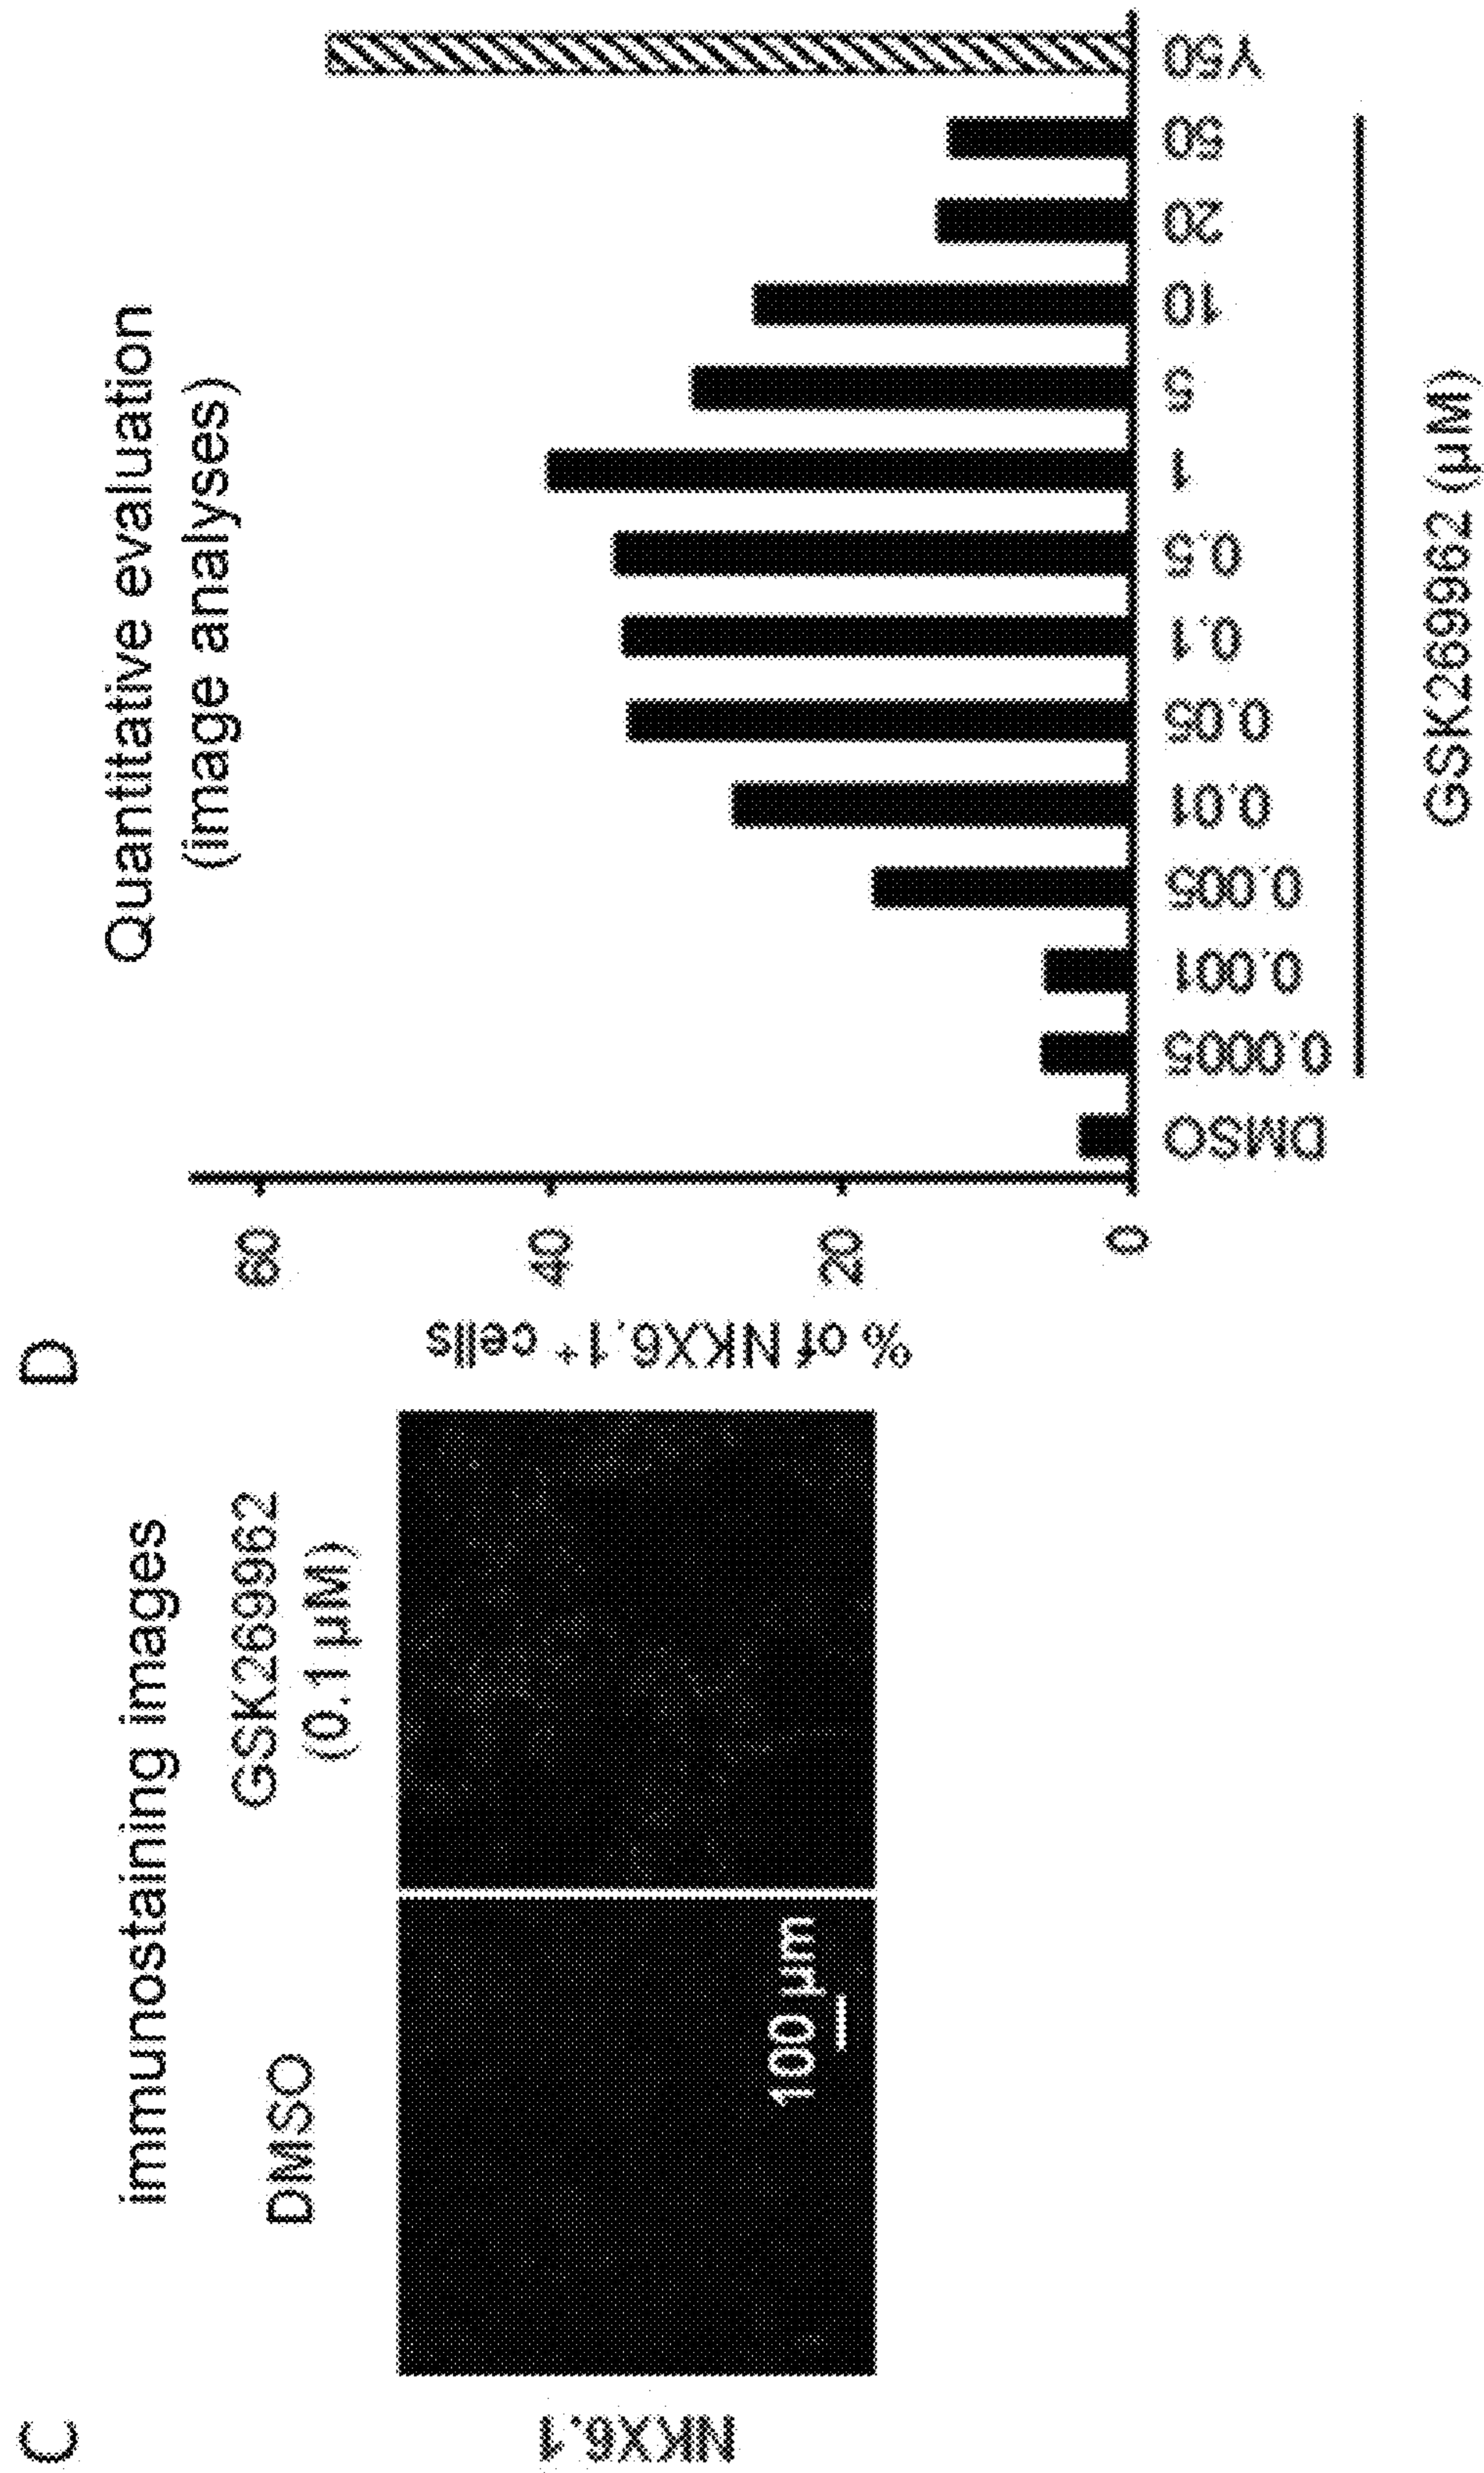 C
immunostaining images
DMSO
GSK269962
(0.1 µM)
NKX6.1
100 µm
D
Quantitative evaluation
(image analyses)
% of NKX6.1⁺ cells
60
40
20
0
DMSO
0.0005
0.001
0.005
0.01
0.05
0.1
0.5
1
5
10
20
50
Y50
GSK269962 (µM)